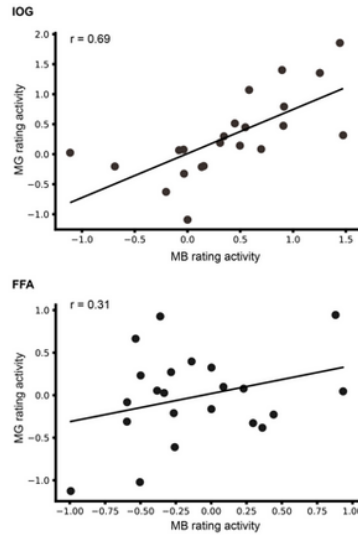 IOG
r = 0.69
2.0
1.5
1.0
0.5
0.0
−0.5
−1.0
MG rating activity
−1.0 −0.5 0.0 0.5 1.0 1.5
MB rating activity
FFA
r = 0.31
1.0
0.5
0.0
−0.5
−1.0
MG rating activity
−1.00 −0.75 −0.50 −0.25 0.00 0.25 0.50 0.75 1.00
MB rating activity